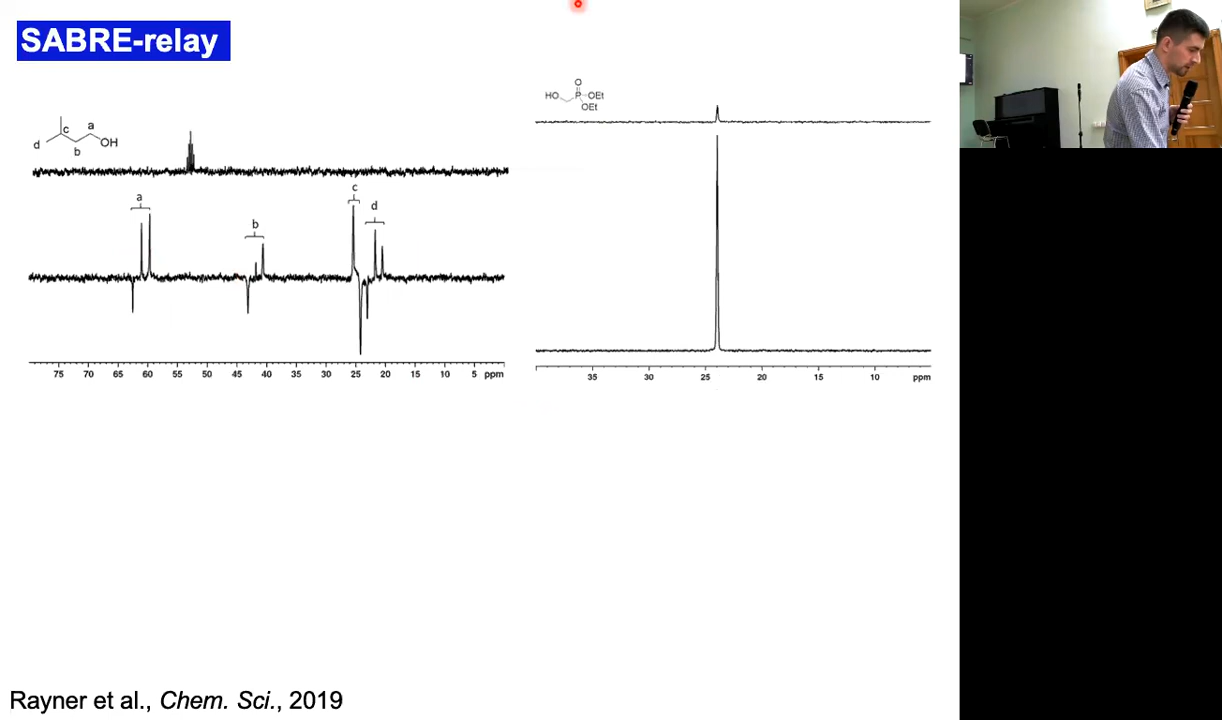 SABRE-relay
HO
O
P
OEt
OEt
a
c
d
b
OH
a
b
c
d
75 70 65 60 55 50 45 40 35 30 25 20 15 10 5 ppm
35 30 25 20 15 10 ppm
Rayner et al., Chem. Sci., 2019